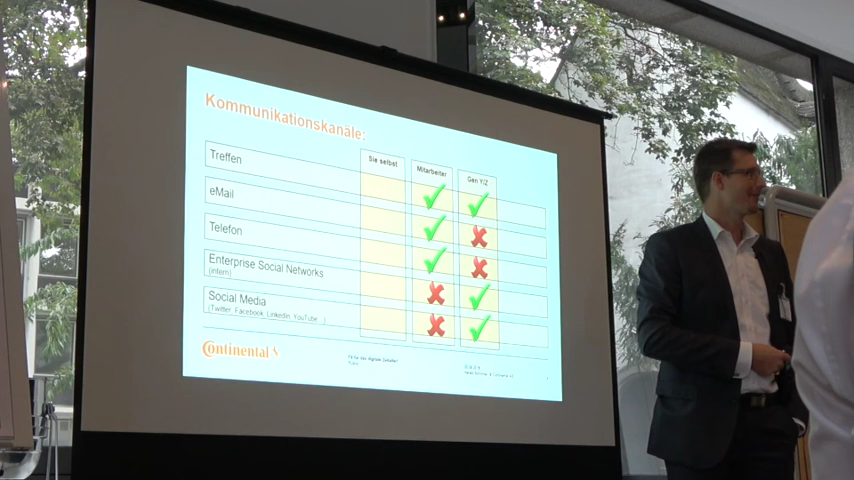 Kommunikationskanäle:
Sie selbst Mitarbeiter Gen Y/Z
Treffen
eMail
Telefon
Enterprise Social Networks
(intern)
Social Media
(Twitter, Facebook, LinkedIn, YouTube
Continental